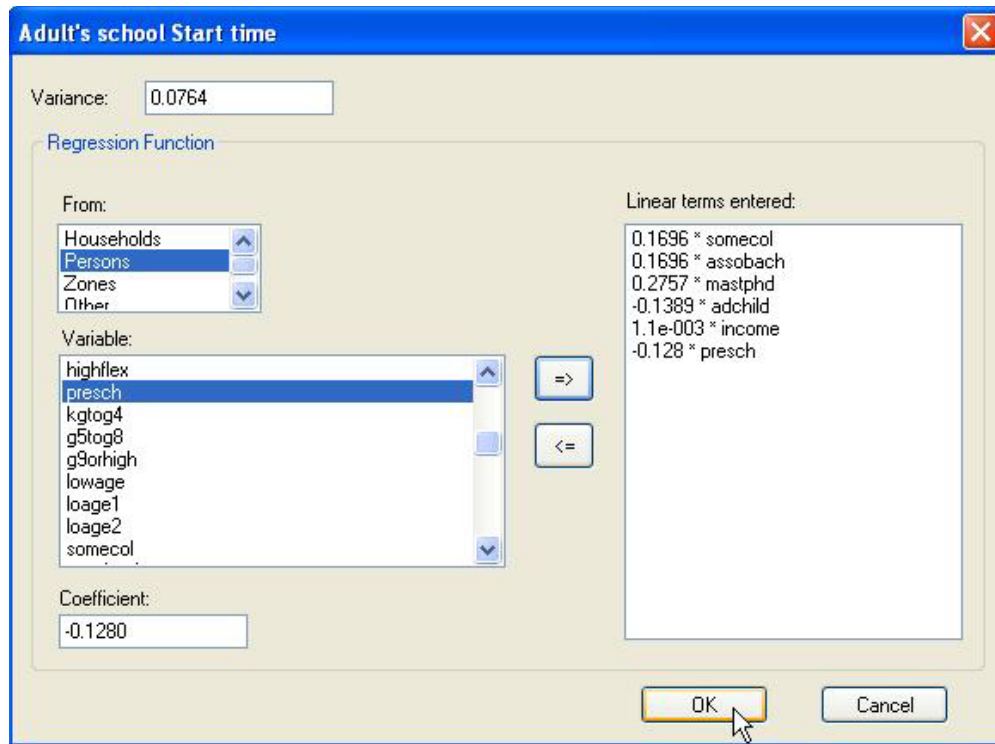 Adult's school Start time
Variance: 0.0764
Regression Function
From:
Households
Persons
Zones
Other
Variable:
highflex
presch
kgtog4
g5tog8
g9orhigh
lowage
loage1
loage2
somecol
=>
<=
Linear terms entered:
0.1696 * somecol
0.1696 * assobach
0.2757 * mastphd
-0.1389 * adchild
1.1e-003 * income
-0.128 * presch
Coefficient:
-0.1280
OK Cancel